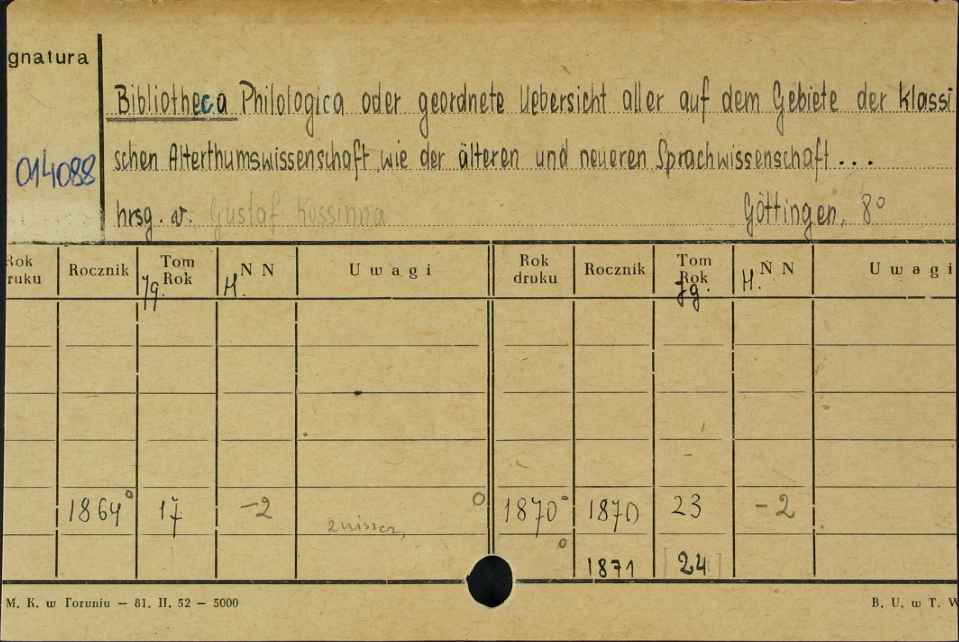 gnatura
Bibliotheca Philologica oder geordnete Uebersicht aller auf dem Gebiete der klassi
014088
schen Alterthumswissenschaft, wie der älteren und neueren Sprachwissenschaft ...
hrsg. v. Gustaf Kossinna Göttingen, 8°
Rok druku Rocznik Tom Rok Jg. N N H. Uwagi Rok druku Rocznik Tom Rok Jg. N N H. Uwagi
1864° 17 -2 ° 1870° 1870 23 -2
° 1871 [24]
M. K. w Toruniu — 81. II. 52 — 5000 B. U. w T. W